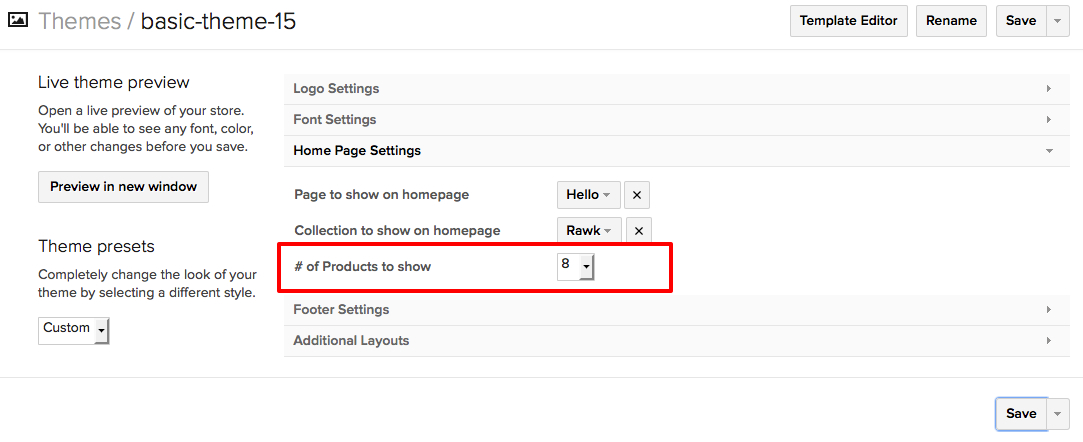 Themes / basic-theme-15
Template Editor
Rename
Save
Live theme preview
Open a live preview of your store.
You'll be able to see any font, color,
or other changes before you save.
Preview in new window
Theme presets
Completely change the look of your
theme by selecting a different style.
Custom
Logo Settings
Font Settings
Home Page Settings
Page to show on homepage
Hello
×
Collection to show on homepage
Rawk
×
# of Products to show
8
Footer Settings
Additional Layouts
Save